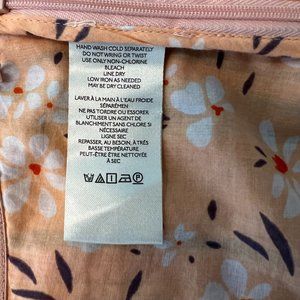 HAND WASH COLD SEPARATELY
DO NOT WRING OR TWIST
USE ONLY NON-CHLORINE
BLEACH
LINE DRY
LOW IRON AS NEEDED
MAY BE DRY CLEANED
LAVER À LA MAIN À L'EAU FROIDE
SÉPARÉMEN
NE PAS TORDRE OU ESSORER
UTILISER UN AGENT DE
BLANCHIMENT SANS CHLORE SI
NÉCESSAIRE
LIGNE SEC
REPASSER, AU BESOIN, À TRÈS
BASSE TEMPÉRATURE
PEUT-ÊTRE ÊTRE NETTOYÉE
À SEC